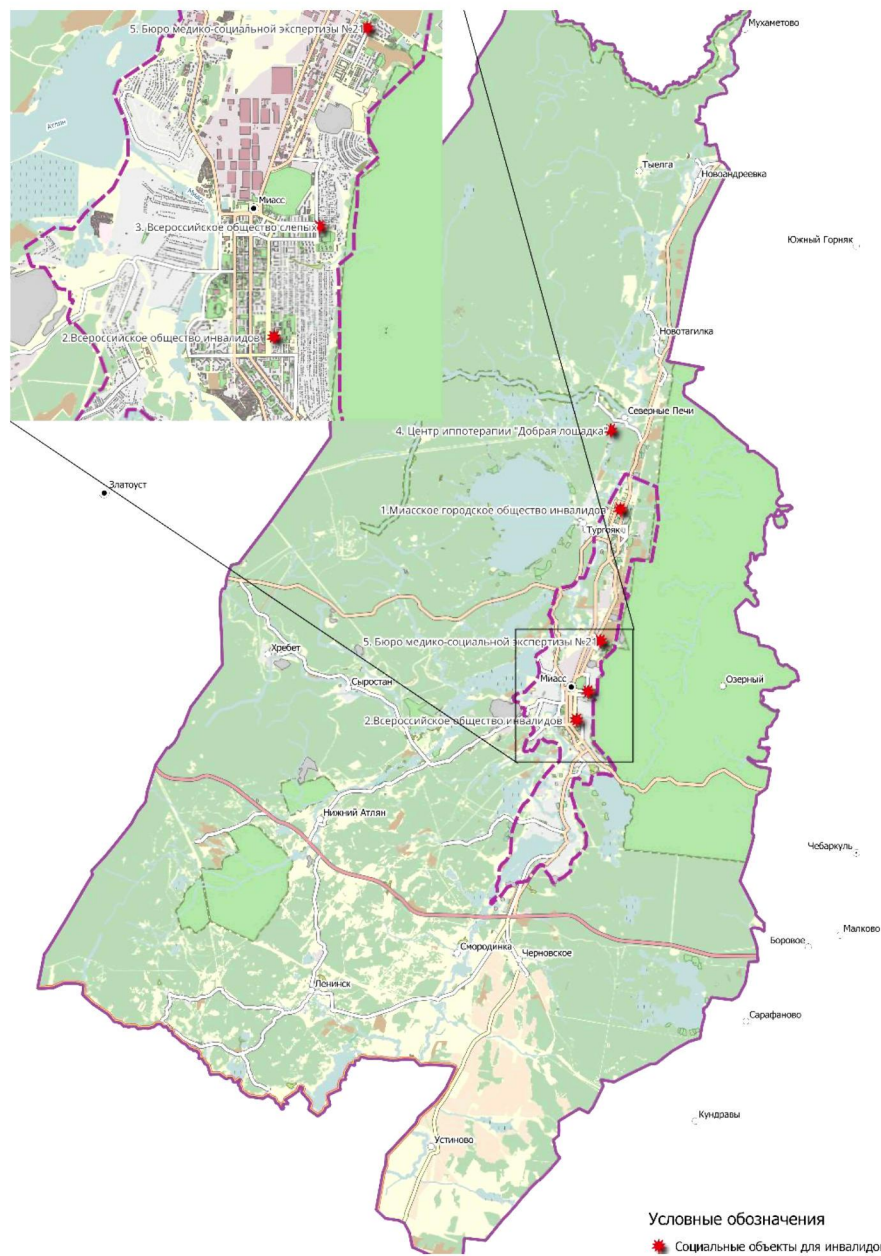 5. Бюро медико-социальной экспертизы №21
Мухаметово
Атлян
Тыелга
Новоандреевка
Миасс
3. Всероссийское общество слепых
Южный Горняк
Новотагилка
2.Всероссийское общество инвалидов
Северные Печи
4. Центр иппотерапии "Добрая лошадка"
Златоуст
1.Миасское городское общество инвалидов
Тургояк
5. Бюро медико-социальной экспертизы №21
Хребет
Сыростан
Миасс
Озерный
2.Всероссийское общество инвалидов
Нижний Атлян
Чебаркуль
Малково
Боровое
Смородинка
Черновское
Ленинск
Сарафаново
Кундравы
Устиново
Условные обозначения
Социальные объекты для инвалидо